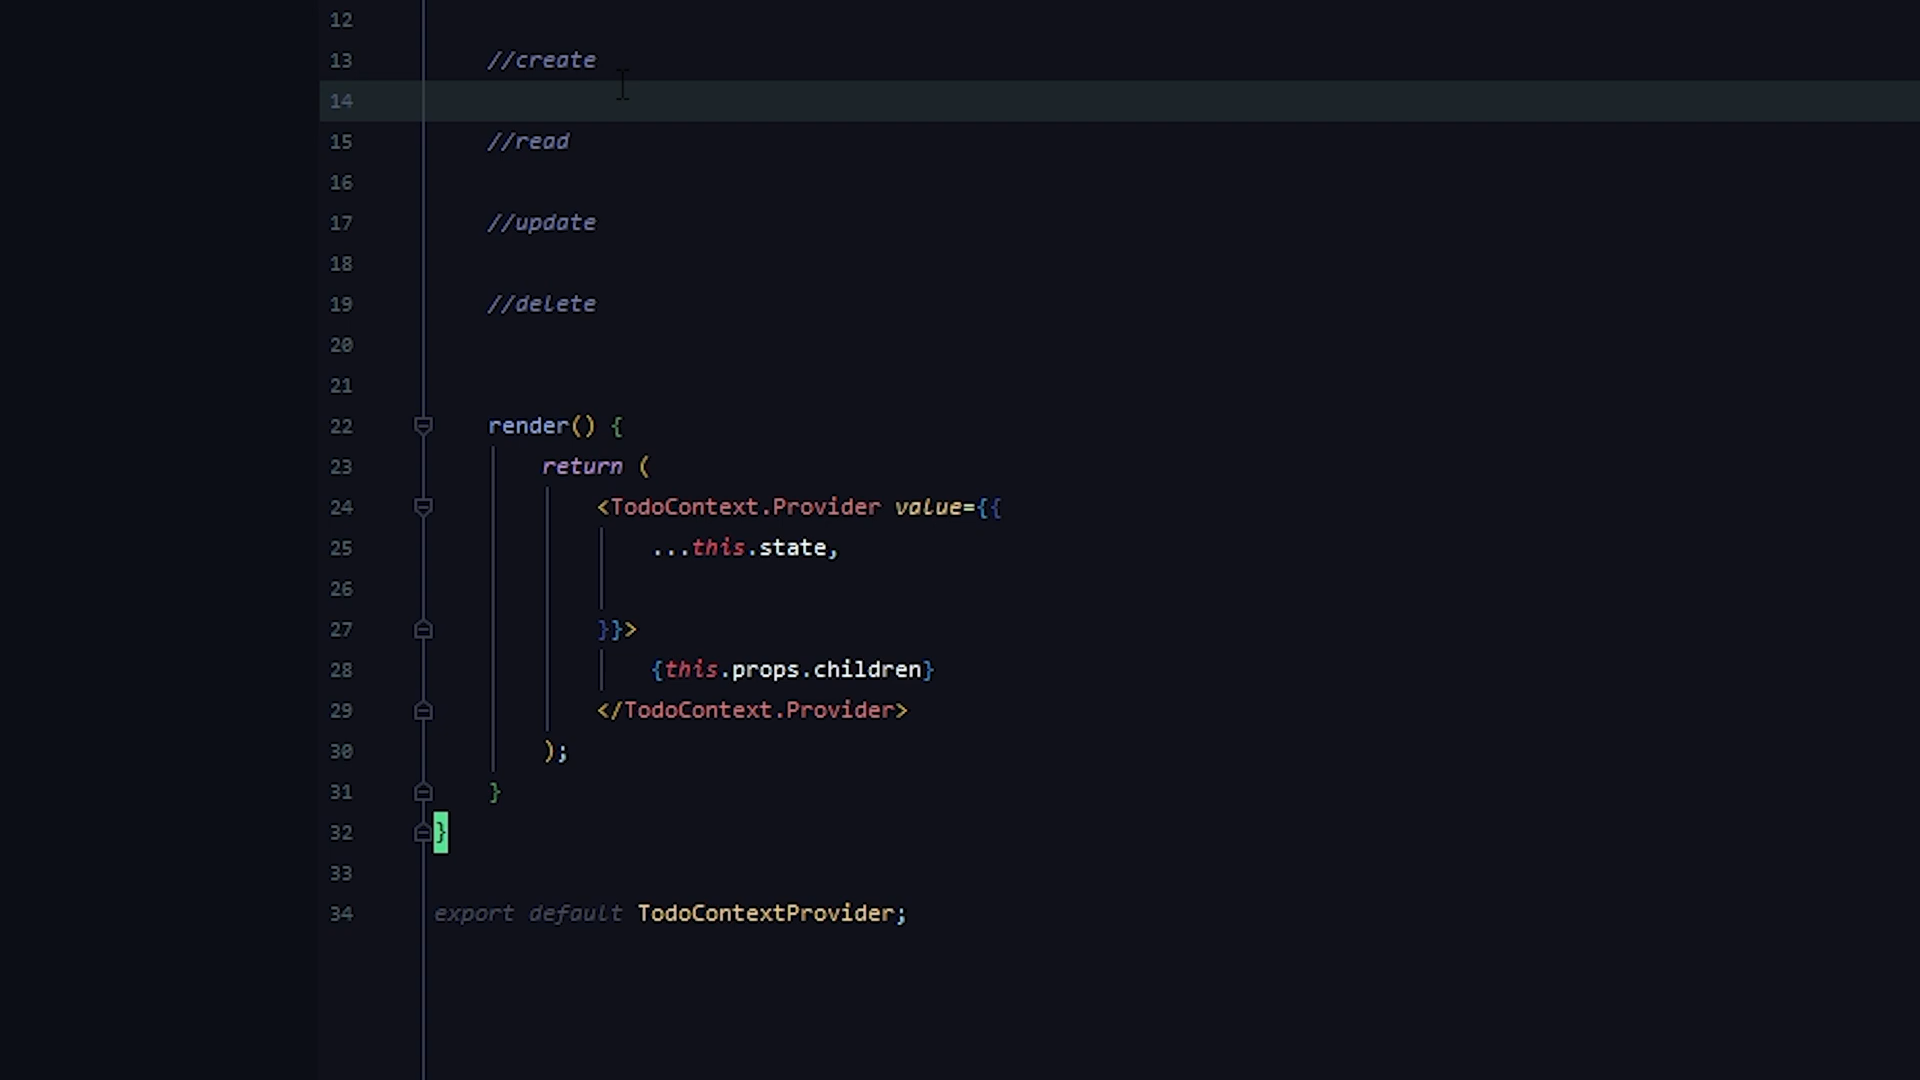 12
13 //create
14
15 //read
16
17 //update
18
19 //delete
20
21
22 render() {
23 return (
24 <TodoContext.Provider value={{
25 ...this.state,
26
27 }}>
28 {this.props.children}
29 </TodoContext.Provider>
30 );
31 }
32 }
33
34 export default TodoContextProvider;